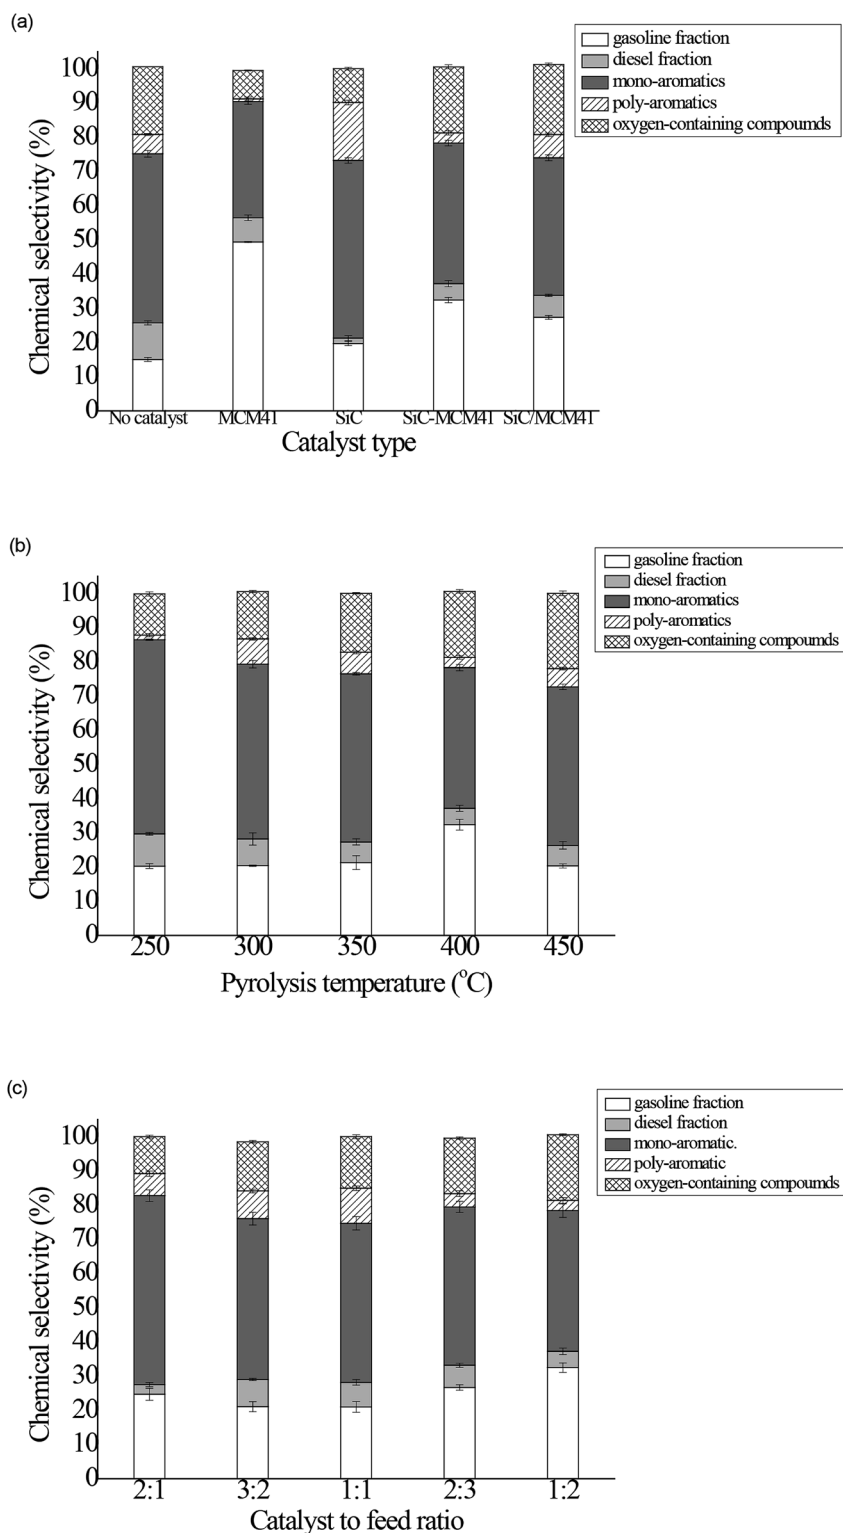 (a)
gasoline fraction
diesel fraction
mono-aromatics
poly-aromatics
oxygen-containing compoumds
Chemical selectivity (%)
100
90
80
70
60
50
40
30
20
10
0
No catalyst MCM41 SiC SiC-MCM41 SiC/MCM41
Catalyst type
(b)
gasoline fraction
diesel fraction
mono-aromatics
poly-aromatics
oxygen-containing compoumds
Chemical selectivity (%)
100
90
80
70
60
50
40
30
20
10
0
250 300 350 400 450
Pyrolysis temperature (°C)
(c)
gasoline fraction
diesel fraction
mono-aromatic.
poly-aromatic
oxygen-containing compoumds
Chemical selectivity (%)
100
90
80
70
60
50
40
30
20
10
0
2:1 3:2 1:1 2:3 1:2
Catalyst to feed ratio